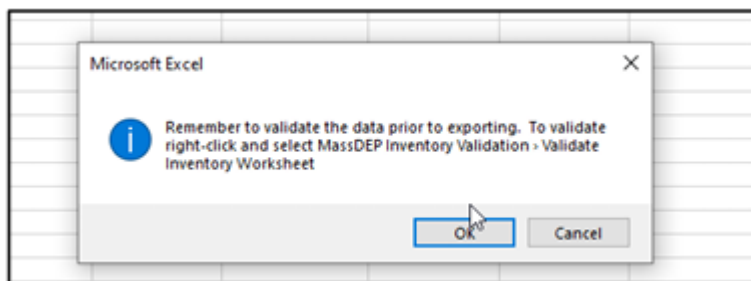 Microsoft Excel
Remember to validate the data prior to exporting. To validate
right-click and select MassDEP Inventory Validation › Validate
Inventory Worksheet
OK
Cancel